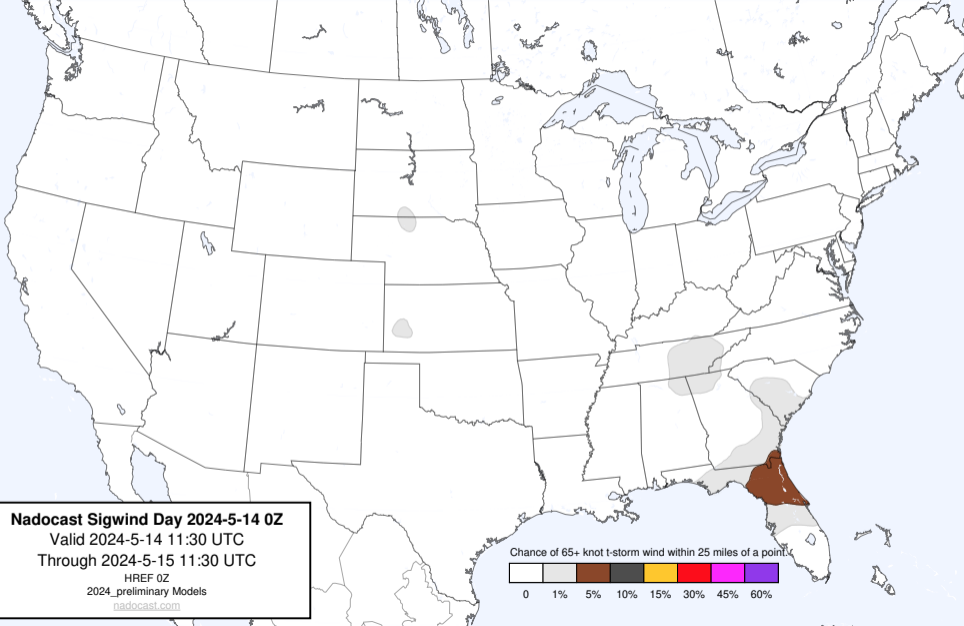 Nadocast Sigwind Day 2024-5-14 0Z
Valid 2024-5-14 11:30 UTC
Through 2024-5-15 11:30 UTC
HREF 0Z
2024_preliminary Models
nadocast.com
Chance of 65+ knot t-storm wind within 25 miles of a point.
0 1% 5% 10% 15% 30% 45% 60%